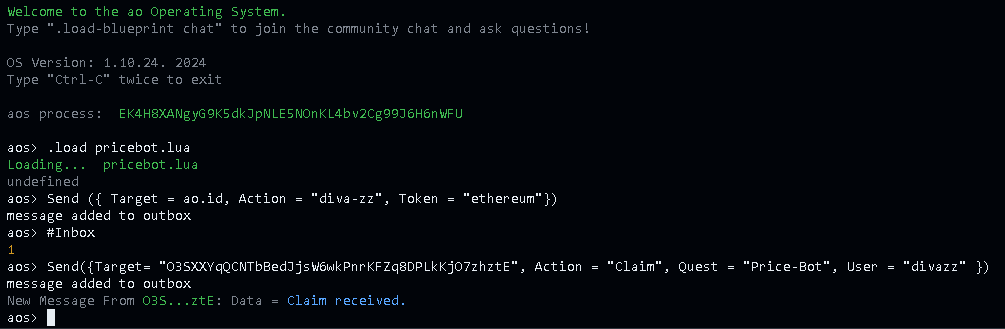 Welcome to the ao Operating System.
Type ".load-blueprint chat" to join the community chat and ask questions!
OS Version: 1.10.24. 2024
Type "Ctrl-C" twice to exit
aos process:  EK4H8XANgyG9K5dkJpNLE5NOnKL4bv2Cg99J6H6nWFU
aos> .load pricebot.lua
Loading...  pricebot.lua
undefined
aos> Send ({ Target = ao.id, Action = "diva-zz", Token = "ethereum"})
message added to outbox
aos> #Inbox
1
aos> Send({Target= "O3SXXYqQCNTbBedJjsW6wkPnrKFZq8DPLkKjO7zhztE", Action = "Claim", Quest = "Price-Bot", User = "divazz" })
message added to outbox
New Message From O3S...ztE: Data = Claim received.
aos>